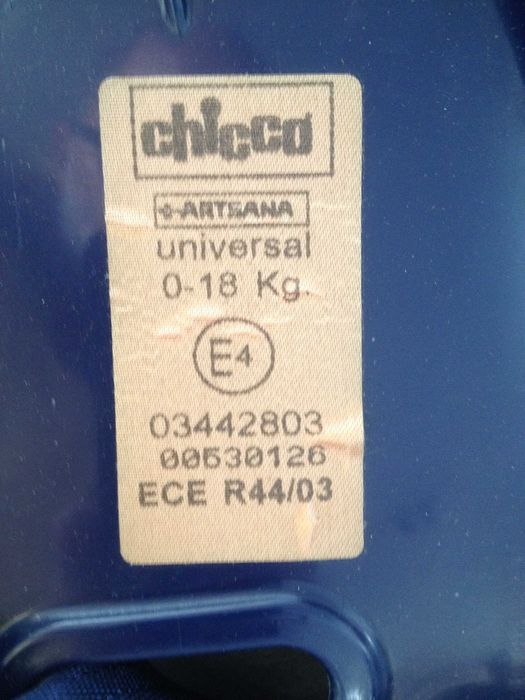 chicco
ARTSANA
universal
0-18 Kg.
E4
03442803
00530126
ECE R44/03